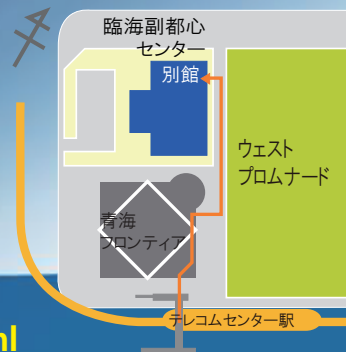 臨海副都心
センター
別館
ウェスト
プロムナード
青海
フロンティア
テレコムセンター駅
ml